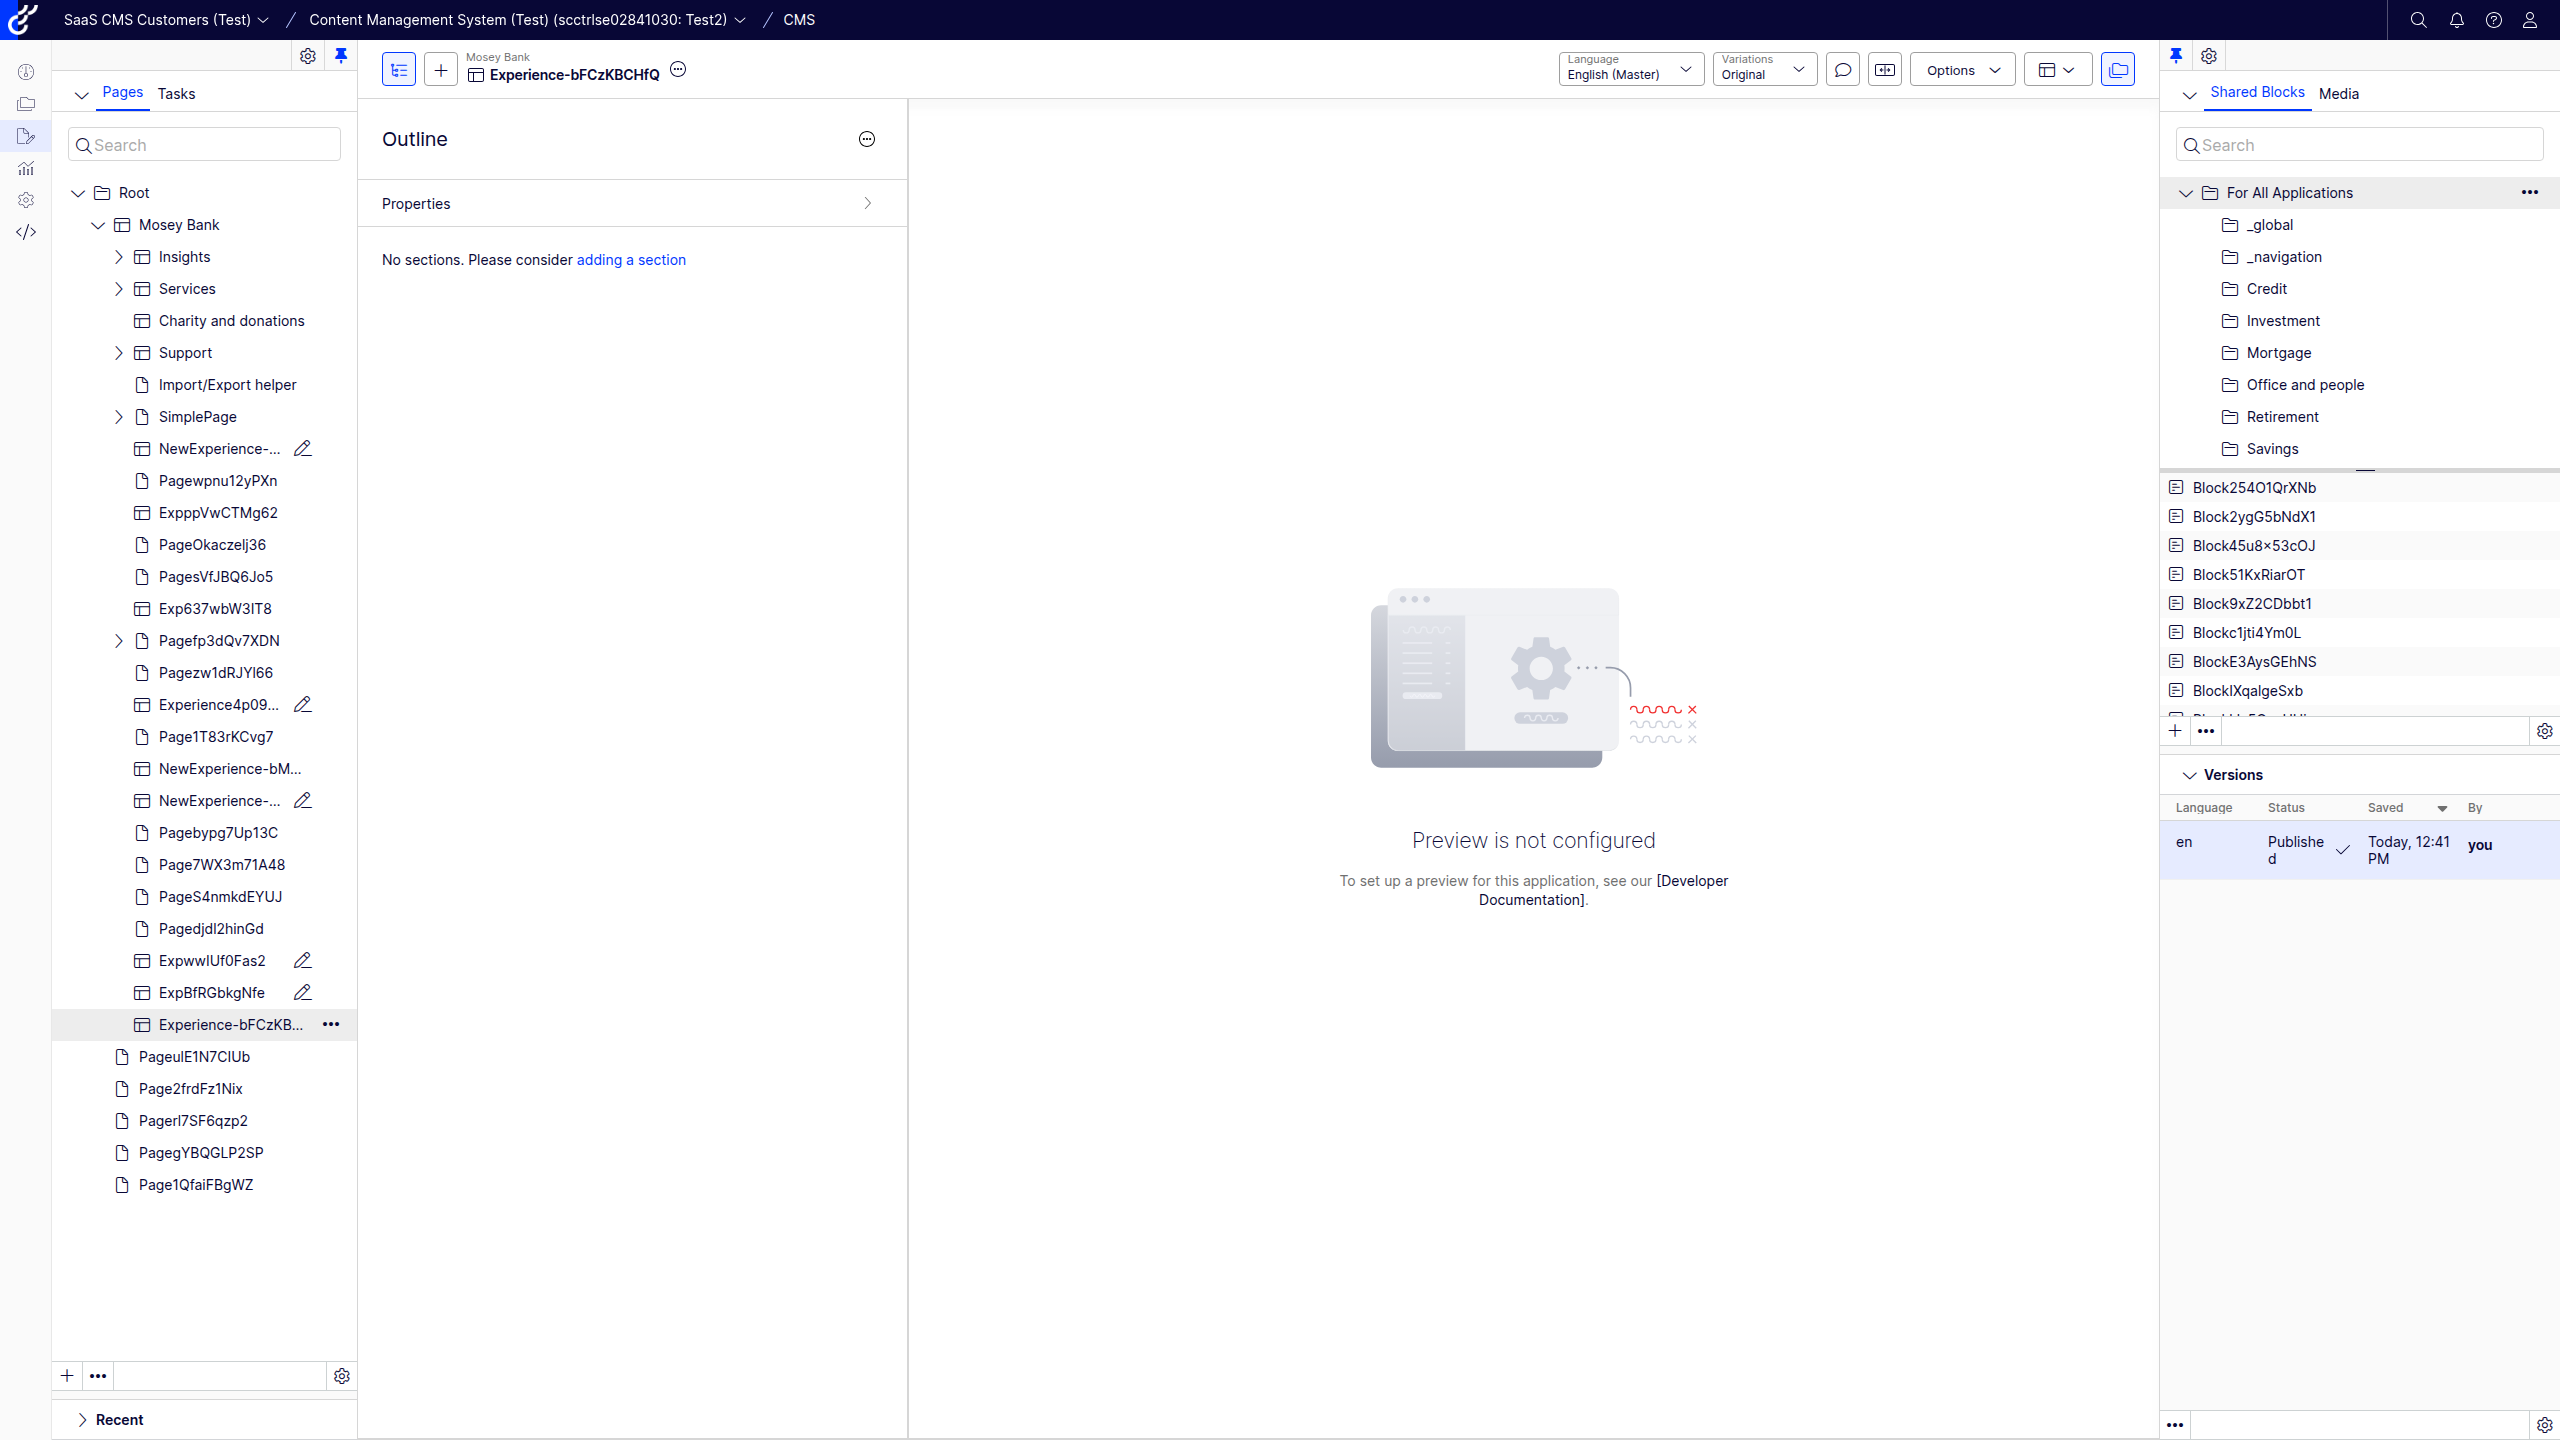 SaaS CMS Customers (Test)
Content Management System (Test) (scctrlse02841030: Test2)
CMS
Pages
Tasks
Search
Root
Mosey Bank
Insights
Services
Charity and donations
Support
Import/Export helper
SimplePage
NewExperience-...
Pagewpnu12yPXn
ExpppVwCTMg62
PageOkaczelj36
PagesVfJBQ6Jo5
Exp637wbW3IT8
Pagefp3dQv7XDN
Pagezw1dRJYI66
Experience4p09...
Page1T83rKCvg7
NewExperience-bM...
NewExperience-...
Pagebypg7Up13C
Page7WX3m71A48
PageS4nmkdEYUJ
Pagedjdl2hinGd
ExpwwIUf0Fas2
ExpBfRGbkgNfe
Experience-bFCzKB...
PageulE1N7CIUb
Page2frdFz1Nix
Pagerl7SF6qzp2
PagegYBQGLP2SP
Page1QfaiFBgWZ
Recent
Mosey Bank
Experience-bFCzKBCHfQ
Language
English (Master)
Variations
Original
Options
Outline
Properties
No sections. Please consider adding a section
Preview is not configured
To set up a preview for this application, see our [Developer
Documentation].
Shared Blocks
Media
Search
For All Applications
_global
_navigation
Credit
Investment
Mortgage
Office and people
Retirement
Savings
Block254O1QrXNb
Block2ygG5bNdX1
Block45u8×53cOJ
Block51KxRiarOT
Block9xZ2CDbbt1
Blockc1jti4Ym0L
BlockE3AysGEhNS
BlockIXqalgeSxb
Versions
Language
Status
Saved
By
en
Publishe
d
Today, 12:41
PM
you